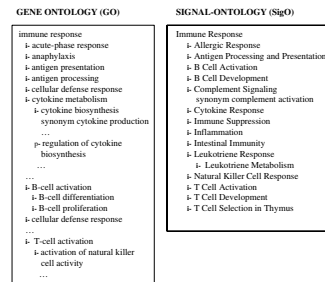 GENE ONTOLOGY (GO)
immune response
i- acute-phase response
i- anaphylaxis
i- antigen presentation
i- antigen processing
i- cellular defense response
i- cytokine metabolism
i- cytokine biosynthesis
synonym cytokine production
…
p- regulation of cytokine
biosynthesis
…
…
i- B-cell activation
i- B-cell differentiation
i- B-cell proliferation
i- cellular defense response
…
i- T-cell activation
i- activation of natural killer
cell activity
…
SIGNAL-ONTOLOGY (SigO)
Immune Response
i- Allergic Response
i- Antigen Processing and Presentation
i- B Cell Activation
i- B Cell Development
i- Complement Signaling
synonym complement activation
i- Cytokine Response
i- Immune Suppression
i- Inflammation
i- Intestinal Immunity
i- Leukotriene Response
i- Leukotriene Metabolism
i- Natural Killer Cell Response
i- T Cell Activation
i- T Cell Development
i- T Cell Selection in Thymus